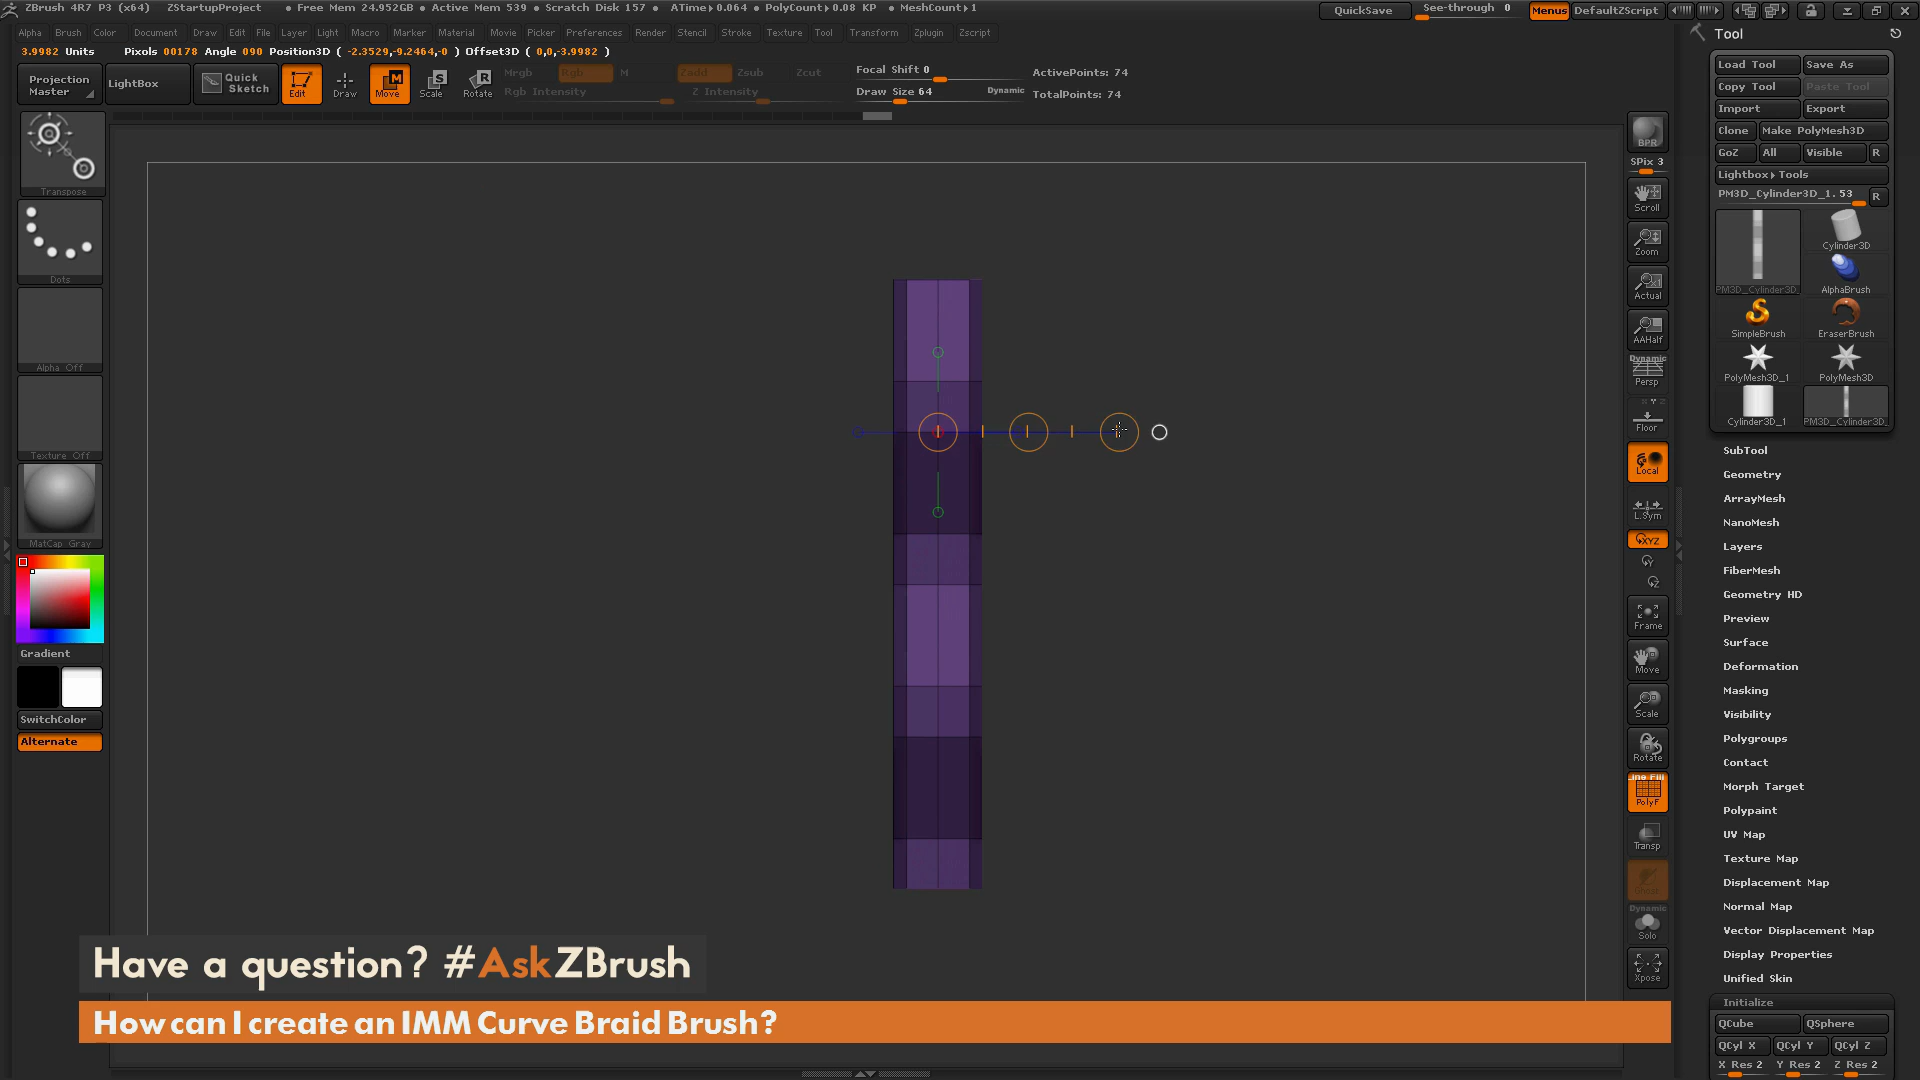 ZBrush 4R7 P3 (x64) ZStartupProject • Free Mem 24.952GB • Active Mem 539 • Scratch Disk 157 • ATime▸0.064 • PolyCount▸0.08 KP • MeshCount▸1 QuickSave See-through 0 Menus DefaultZScript
Alpha Brush Color Document Draw Edit File Layer Light Macro Marker Material Movie Picker Preferences Render Stencil Stroke Texture Tool Transform Zplugin Zscript
3.9982 Units Pixols 00178 Angle 090 Position3D ( -2.3529,-9.2464,-0 ) Offset3D ( 0,0,-3.9982 )
Projection Master
LightBox
Quick Sketch
Edit
Draw
Move
Scale
Rotate
Mrgb Rgb M
Rgb Intensity
Zadd Zsub Zcut
Z Intensity
Focal Shift 0
Draw Size 64
Dynamic
ActivePoints: 74
TotalPoints: 74
Transpose
Dots
Alpha Off
Texture Off
MatCap Gray
Gradient
SwitchColor
Alternate
BPR
SPix 3
Scroll
Zoom
Actual
AAHalf
Dynamic
Persp
Floor
Local
L.Sym
XYZ
Frame
Move
Scale
Rotate
Line Fill
PolyF
Transp
Ghost
Dynamic
Solo
Xpose
Tool
Load Tool Save As
Copy Tool Paste Tool
Import Export
Clone Make PolyMesh3D
GoZ All Visible R
Lightbox▸Tools
PM3D_Cylinder3D_1. 53 R
PM3D_Cylinder3D_
Cylinder3D
AlphaBrush
SimpleBrush EraserBrush
PolyMesh3D_1 PolyMesh3D
Cylinder3D_1 PM3D_Cylinder3D_
SubTool
Geometry
ArrayMesh
NanoMesh
Layers
FiberMesh
Geometry HD
Preview
Surface
Deformation
Masking
Visibility
Polygroups
Contact
Morph Target
Polypaint
UV Map
Texture Map
Displacement Map
Normal Map
Vector Displacement Map
Display Properties
Unified Skin
Initialize
QCube QSphere
QCyl X QCyl Y QCyl Z
X Res 2 Y Res 2 Z Res 2
Have a question? #AskZBrush
How can I create an IMM Curve Braid Brush?